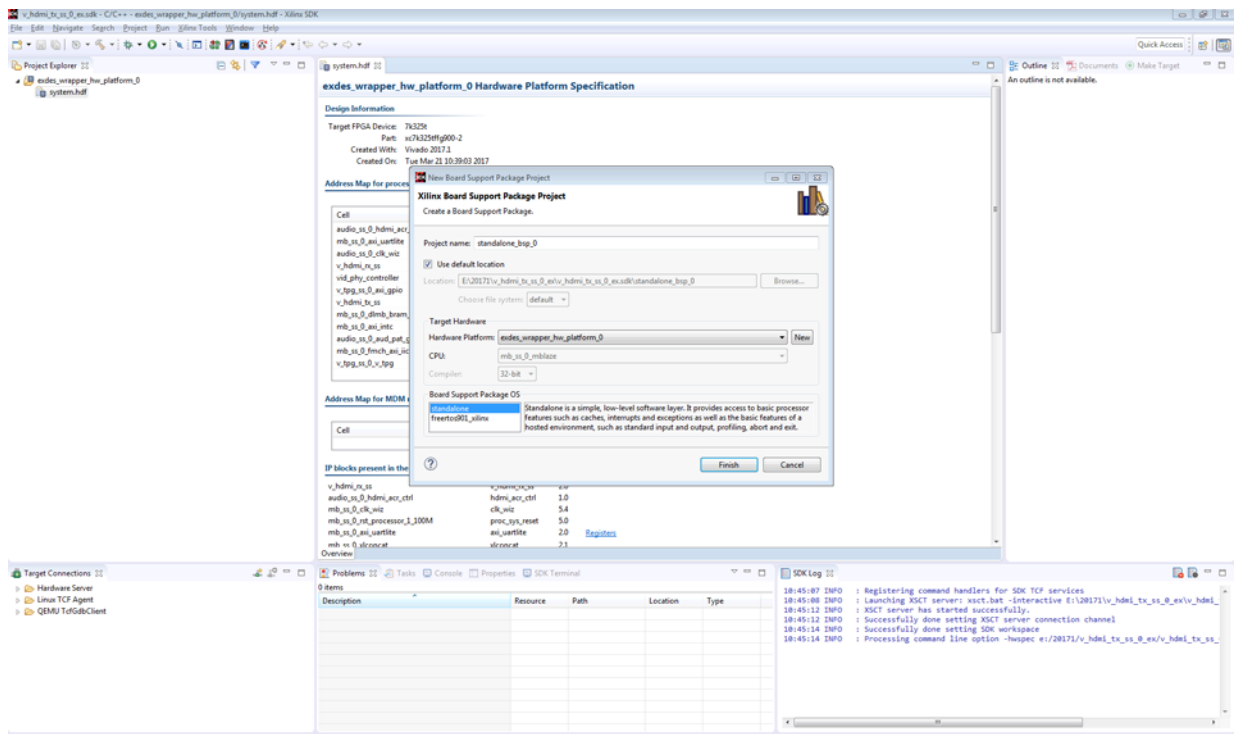 v_hdmi_tx_ss_0_ex.sdk - C/C++ - exdes_wrapper_hw_platform_0/system.hdf - Xilinx SDK
File Edit Navigate Search Project Run Xilinx Tools Window Help
Quick Access
Project Explorer
exdes_wrapper_hw_platform_0
system.hdf
system.hdf
exdes_wrapper_hw_platform_0 Hardware Platform Specification
Design Information
Target FPGA Device: 7k325t
Part: xc7k325tffg900-2
Created With: Vivado 2017.1
Created On: Tue Mar 21 10:39:03 2017
Address Map for proces
Cell
audio_ss_0_hdmi_acr_
mb_ss_0_axi_uartlite
audio_ss_0_clk_wiz
v_hdmi_rx_ss
vid_phy_controller
v_tpg_ss_0_axi_gpio
v_hdmi_tx_ss
mb_ss_0_dlmb_bram_
mb_ss_0_axi_intc
audio_ss_0_aud_pat_g
mb_ss_0_fmch_axi_iic
v_tpg_ss_0_v_tpg
Address Map for MDM
Cell
IP blocks present in the
v_hdmi_rx_ss v_hdmi_rx_ss 2.0
audio_ss_0_hdmi_acr_ctrl hdmi_acr_ctrl 1.0
mb_ss_0_clk_wiz clk_wiz 5.4
mb_ss_0_rst_processor_1_100M proc_sys_reset 5.0
mb_ss_0_axi_uartlite axi_uartlite 2.0 Registers
mb_ss_0_xlconcat xlconcat 2.1
Overview
New Board Support Package Project
Xilinx Board Support Package Project
Create a Board Support Package.
Project name: standalone_bsp_0
Use default location
Location: E:\20171\v_hdmi_tx_ss_0_ex\v_hdmi_tx_ss_0_ex.sdk\standalone_bsp_0 Browse...
Choose file system: default
Target Hardware
Hardware Platform: exdes_wrapper_hw_platform_0 New
CPU: mb_ss_0_mblaze
Compiler: 32-bit
Board Support Package OS
standalone
freertos901_xilinx
Standalone is a simple, low-level software layer. It provides access to basic processor
features such as caches, interrupts and exceptions as well as the basic features of a
hosted environment, such as standard input and output, profiling, abort and exit.
Finish Cancel
Outline Documents Make Target
An outline is not available.
Target Connections
Hardware Server
Linux TCF Agent
QEMU TcfGdbClient
Problems Tasks Console Properties SDK Terminal
0 items
Description Resource Path Location Type
SDK Log
10:45:07 INFO : Registering command handlers for SDK TCF services
10:45:08 INFO : Launching XSCT server: xsct.bat -interactive E:\20171\v_hdmi_tx_ss_0_ex\v_hdmi_
10:45:12 INFO : XSCT server has started successfully.
10:45:12 INFO : Successfully done setting XSCT server connection channel
10:45:14 INFO : Successfully done setting SDK workspace
10:45:14 INFO : Processing command line option -hwspec e:/20171/v_hdmi_tx_ss_0_ex/v_hdmi_tx_ss_